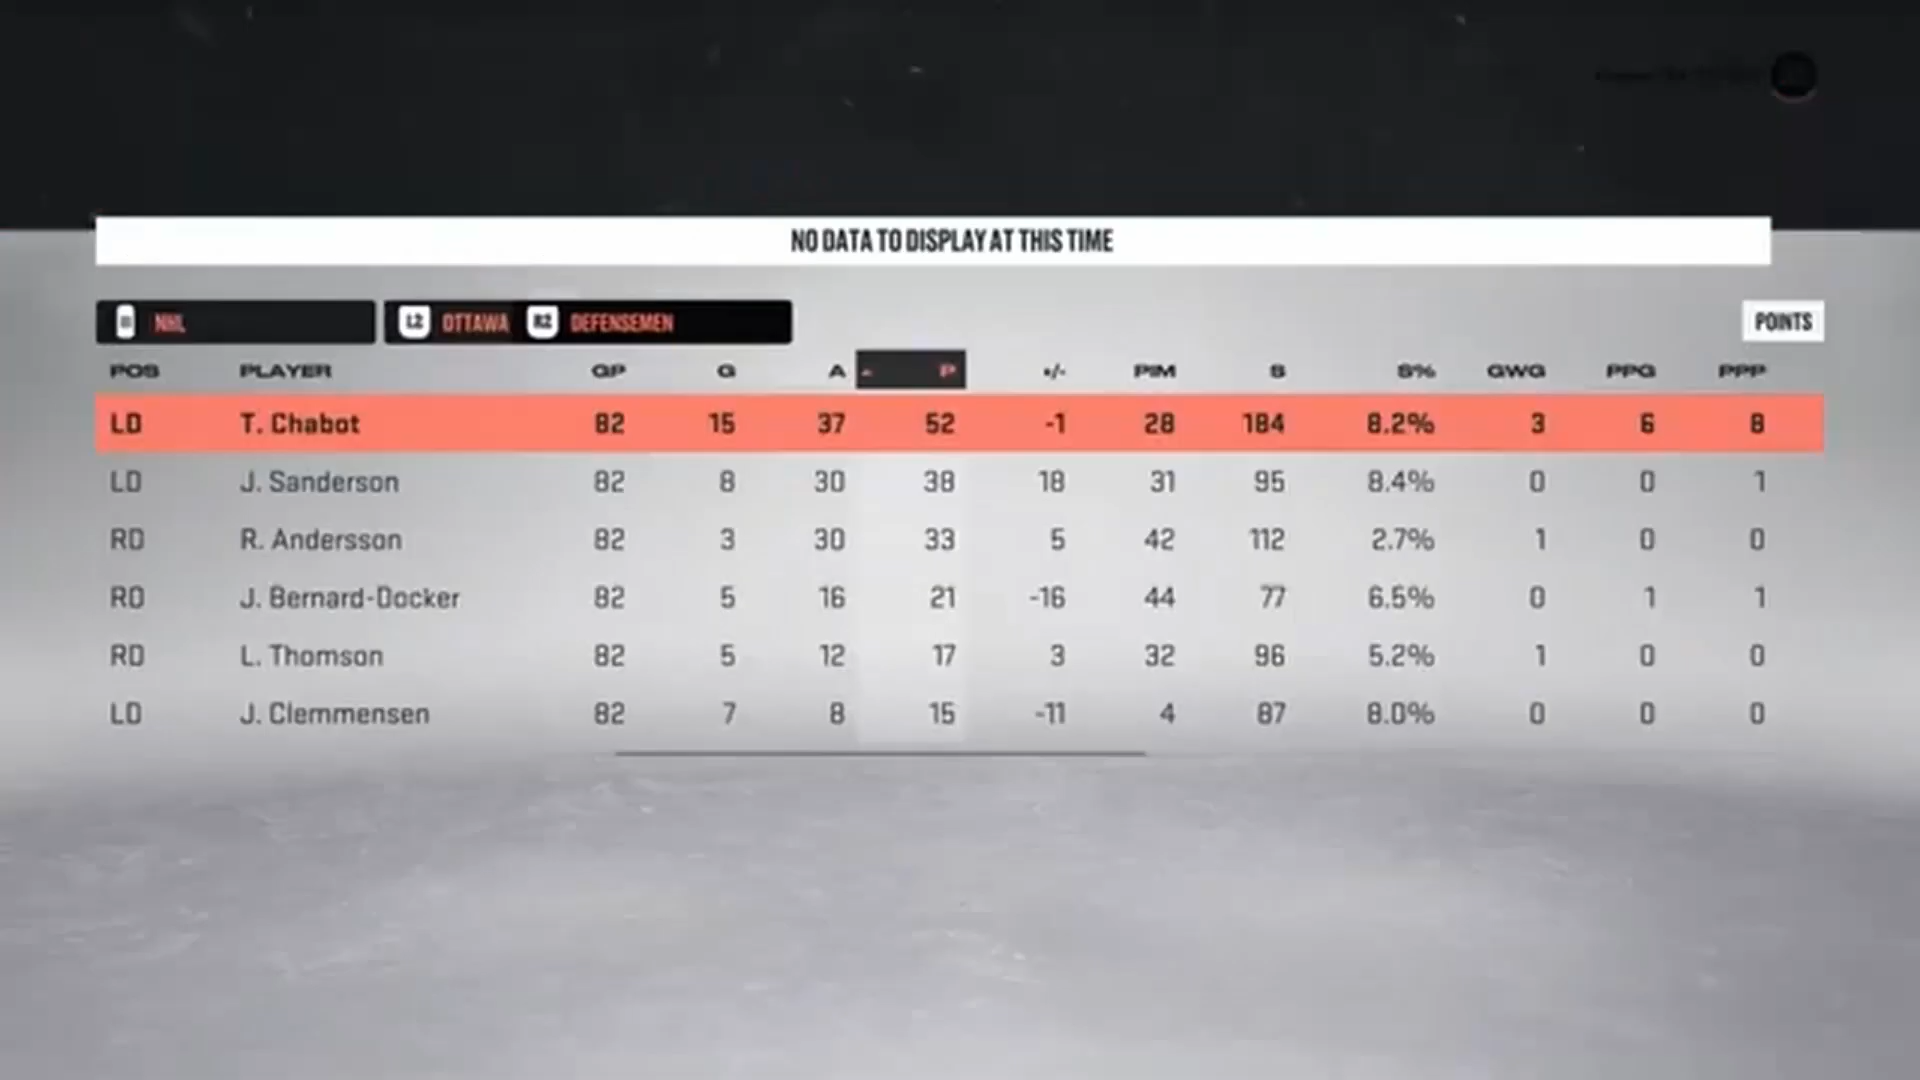 NO DATA TO DISPLAY AT THIS TIME
NHL L2 OTTAWA R2 DEFENSEMEN POINTS
POS PLAYER GP G A P +/- PIM S S% GWG PPG PPP
LD T. Chabot 82 15 37 52 -1 28 184 8.2% 3 6 8
LD J. Sanderson 82 8 30 38 18 31 95 8.4% 0 0 1
RD R. Andersson 82 3 30 33 5 42 112 2.7% 1 0 0
RD J. Bernard-Docker 82 5 16 21 -16 44 77 6.5% 0 1 1
RD L. Thomson 82 5 12 17 3 32 96 5.2% 1 0 0
LD J. Clemmensen 82 7 8 15 -11 4 87 8.0% 0 0 0